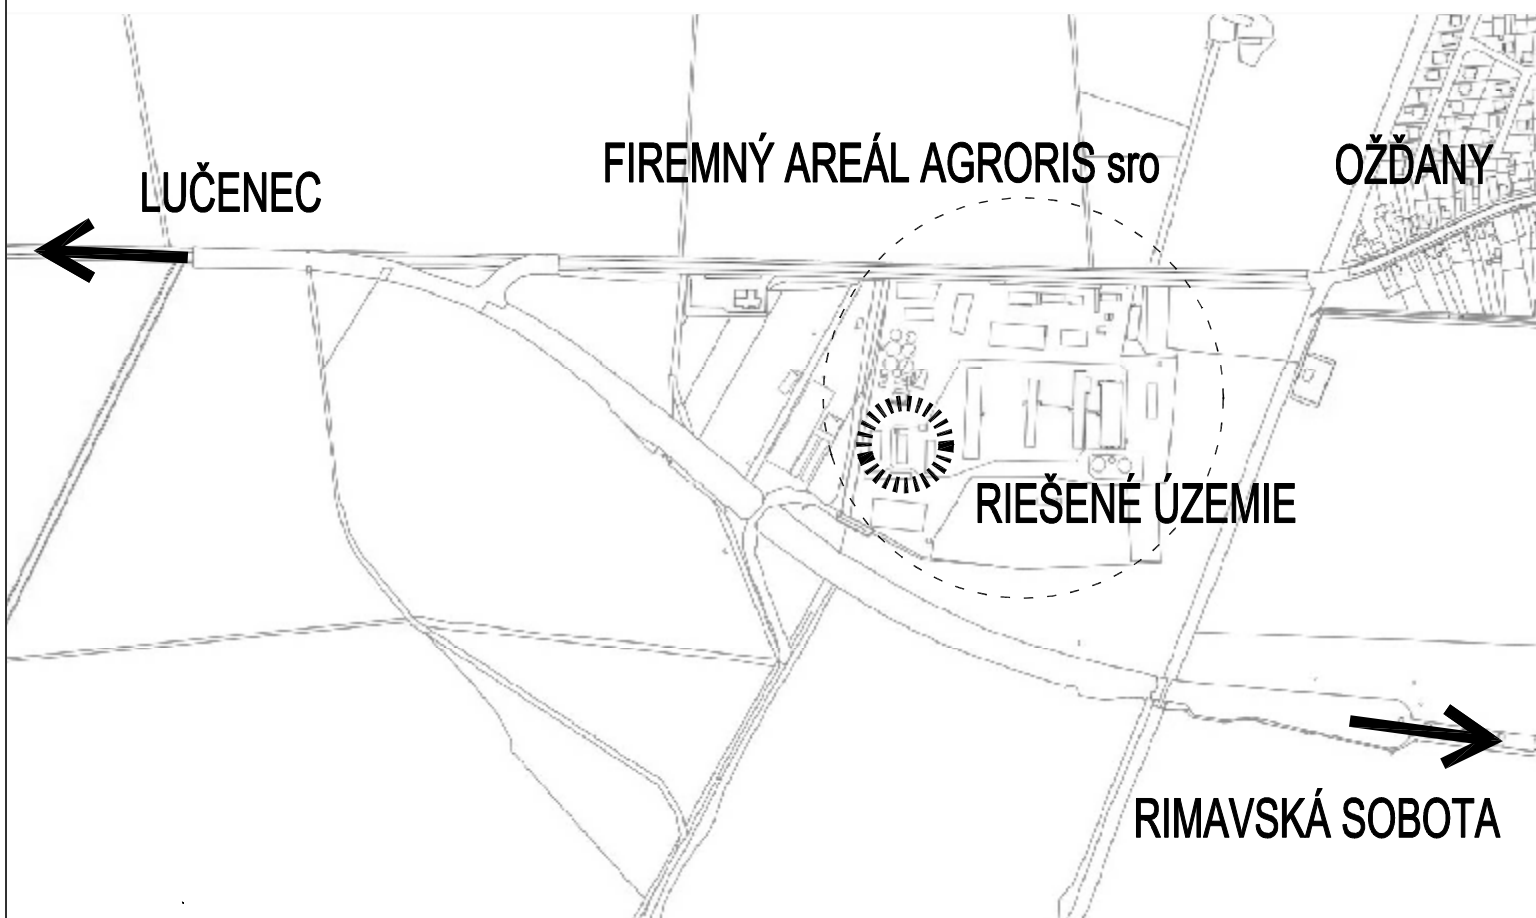 FIREMNÝ AREÁL AGRORIS sro
OŽĎANY
LUČENEC
RIEŠENÉ ÚZEMIE
RIMAVSKÁ SOBOTA